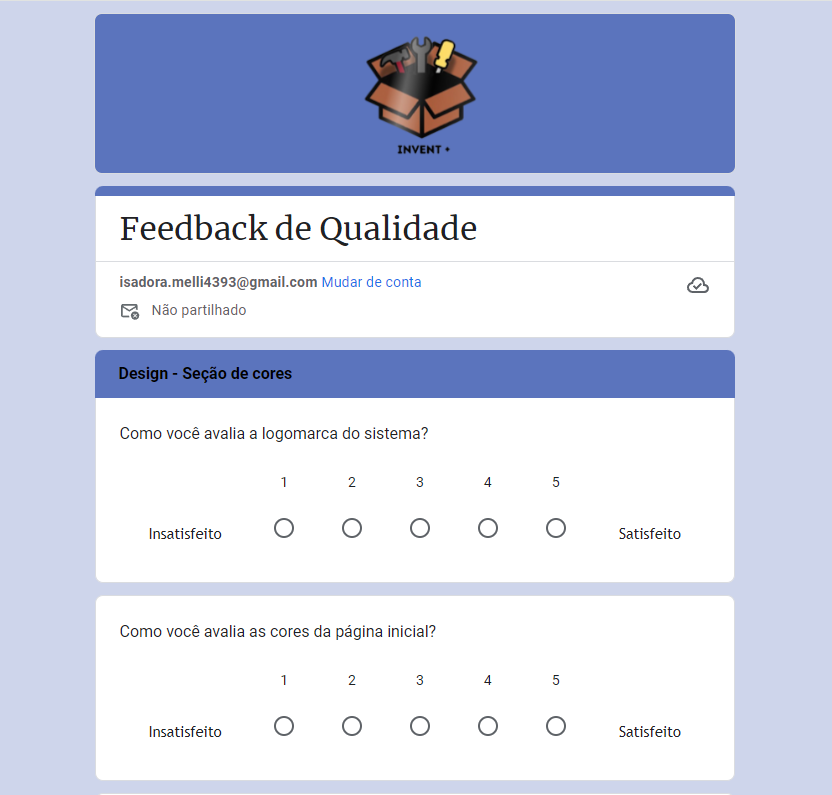 INVENT +
Feedback de Qualidade
isadora.melli4393@gmail.com Mudar de conta
Não partilhado
Design - Seção de cores
Como você avalia a logomarca do sistema?
1 2 3 4 5
Insatisfeito Satisfeito
Como você avalia as cores da página inicial?
1 2 3 4 5
Insatisfeito Satisfeito